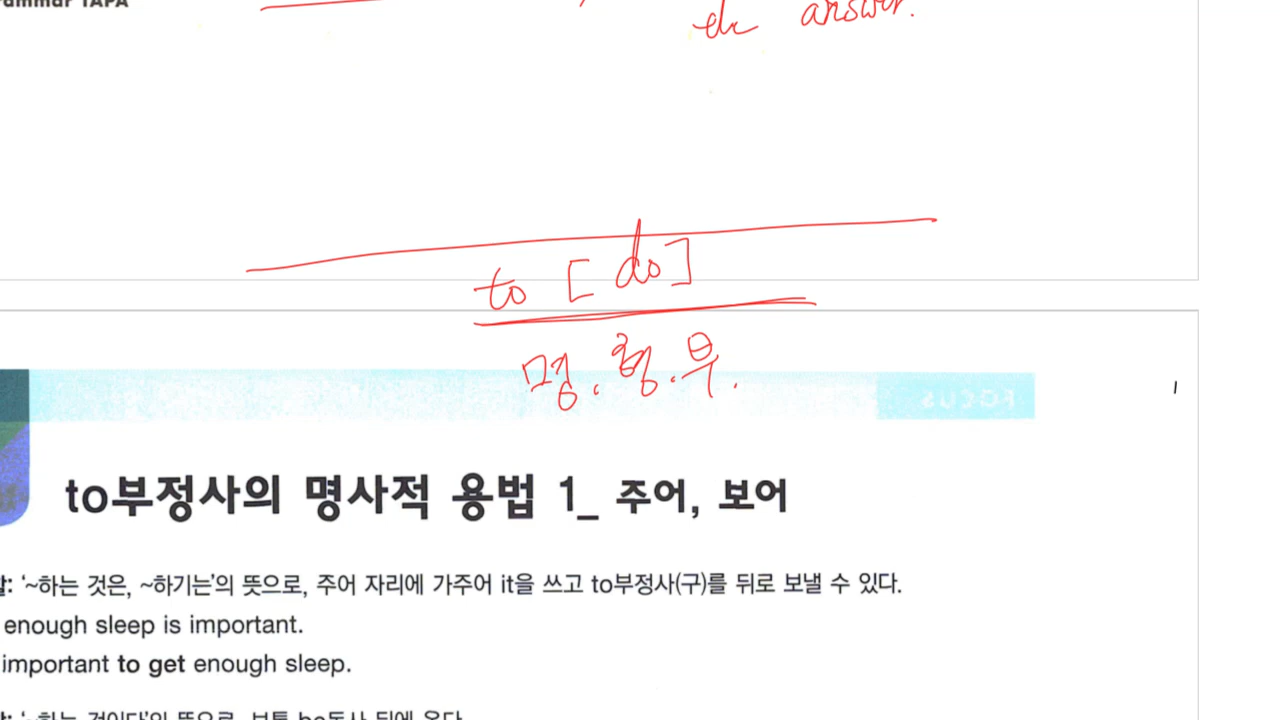 the answer.
to [do]
명.형.부.
FOCUS
to부정사의 명사적 용법 1_ 주어, 보어
'~하는 것은, ~하기는'의 뜻으로, 주어 자리에 가주어 it을 쓰고 to부정사(구)를 뒤로 보낼 수 있다.
enough sleep is important.
important to get enough sleep.